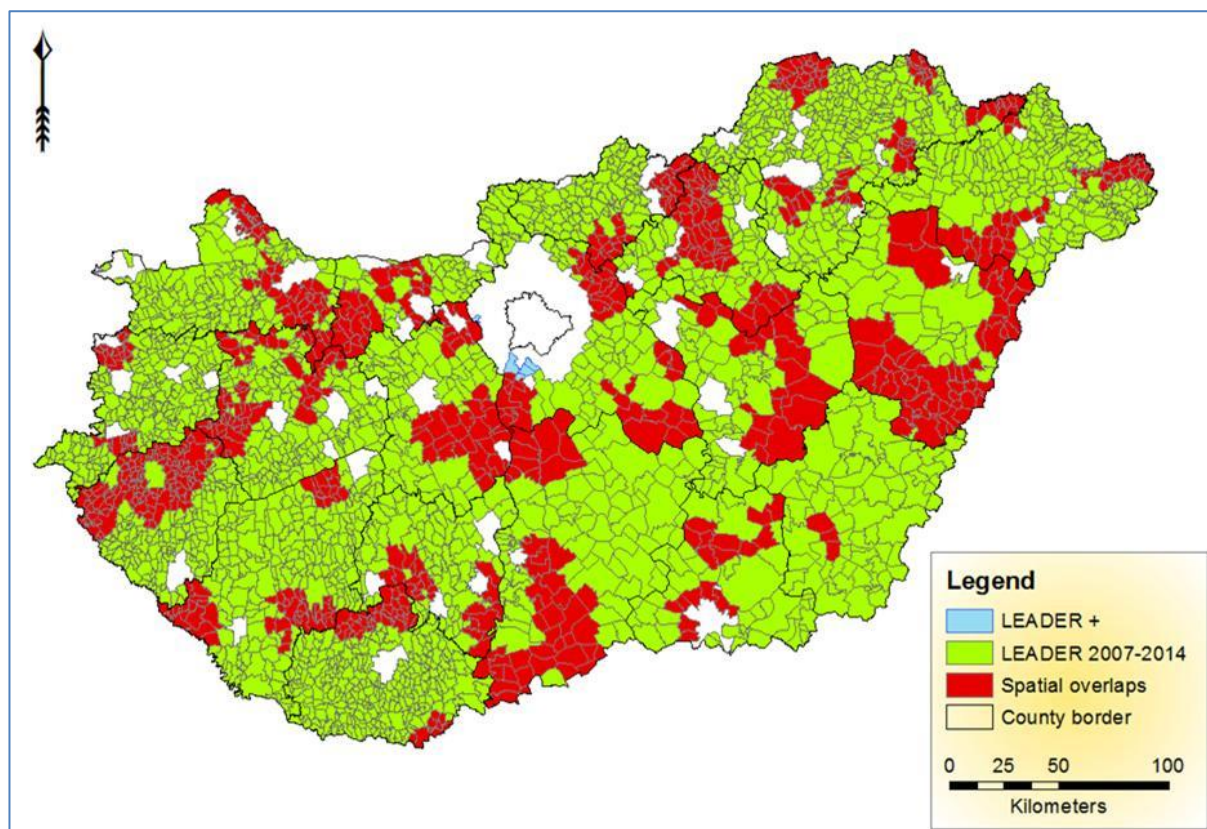 Legend
LEADER +
LEADER 2007-2014
Spatial overlaps
County border
0 25 50 100
Kilometers